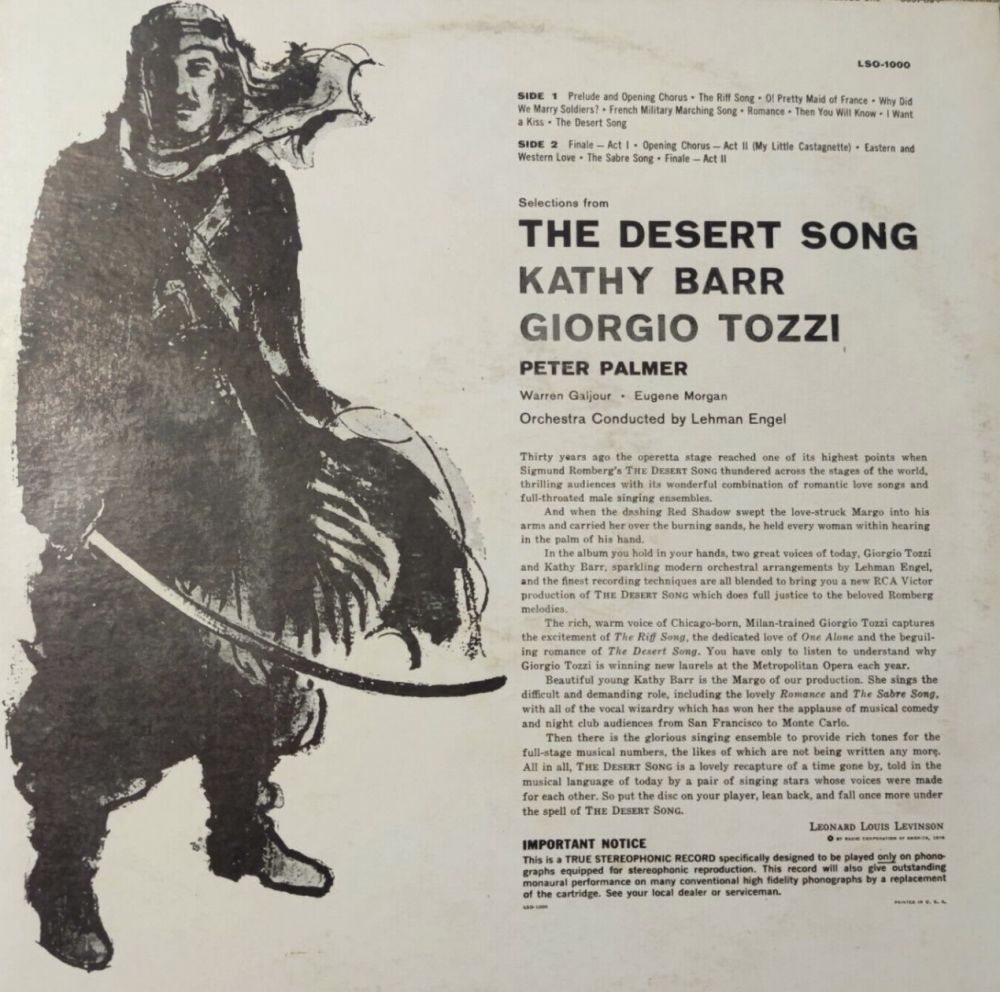 LSO-1000
SIDE 1 Prelude and Opening Chorus • The Riff Song • O! Pretty Maid of France • Why Did
We Marry Soldiers? • French Military Marching Song • Romance • Then You Will Know • I Want
a Kiss • The Desert Song
SIDE 2 Finale — Act I • Opening Chorus — Act II (My Little Castagnette) • Eastern and
Western Love • The Sabre Song • Finale — Act II
Selections from
THE DESERT SONG
KATHY BARR
GIORGIO TOZZI
PETER PALMER
Warren Galjour • Eugene Morgan
Orchestra Conducted by Lehman Engel
Thirty years ago the operetta stage reached one of its highest points when
Sigmund Romberg's THE DESERT SONG thundered across the stages of the world,
thrilling audiences with its wonderful combination of romantic love songs and
full-throated male singing ensembles.
And when the dashing Red Shadow swept the love-struck Margo into his
arms and carried her over the burning sands, he held every woman within hearing
in the palm of his hand.
In the album you hold in your hands, two great voices of today, Giorgio Tozzi
and Kathy Barr, sparkling modern orchestral arrangements by Lehman Engel,
and the finest recording techniques are all blended to bring you a new RCA Victor
production of THE DESERT SONG which does full justice to the beloved Romberg
melodies.
The rich, warm voice of Chicago-born, Milan-trained Giorgio Tozzi captures
the excitement of The Riff Song, the dedicated love of One Alone and the beguil-
ing romance of The Desert Song. You have only to listen to understand why
Giorgio Tozzi is winning new laurels at the Metropolitan Opera each year.
Beautiful young Kathy Barr is the Margo of our production. She sings the
difficult and demanding role, including the lovely Romance and The Sabre Song,
with all of the vocal wizardry which has won her the applause of musical comedy
and night club audiences from San Francisco to Monte Carlo.
Then there is the glorious singing ensemble to provide rich tones for the
full-stage musical numbers, the likes of which are not being written any more.
All in all, THE DESERT SONG is a lovely recapture of a time gone by, told in the
musical language of today by a pair of singing stars whose voices were made
for each other. So put the disc on your player, lean back, and fall once more under
the spell of THE DESERT SONG.
LEONARD LOUIS LEVINSON
© BY RADIO CORPORATION OF AMERICA,
IMPORTANT NOTICE
This is a TRUE STEREOPHONIC RECORD specifically designed to be played only on phono-
graphs equipped for stereophonic reproduction. This record will also give outstanding
monaural performance on many conventional high fidelity phonographs by a replacement
of the cartridge. See your local dealer or serviceman.
LSO-1000
PRINTED IN U. S. A.